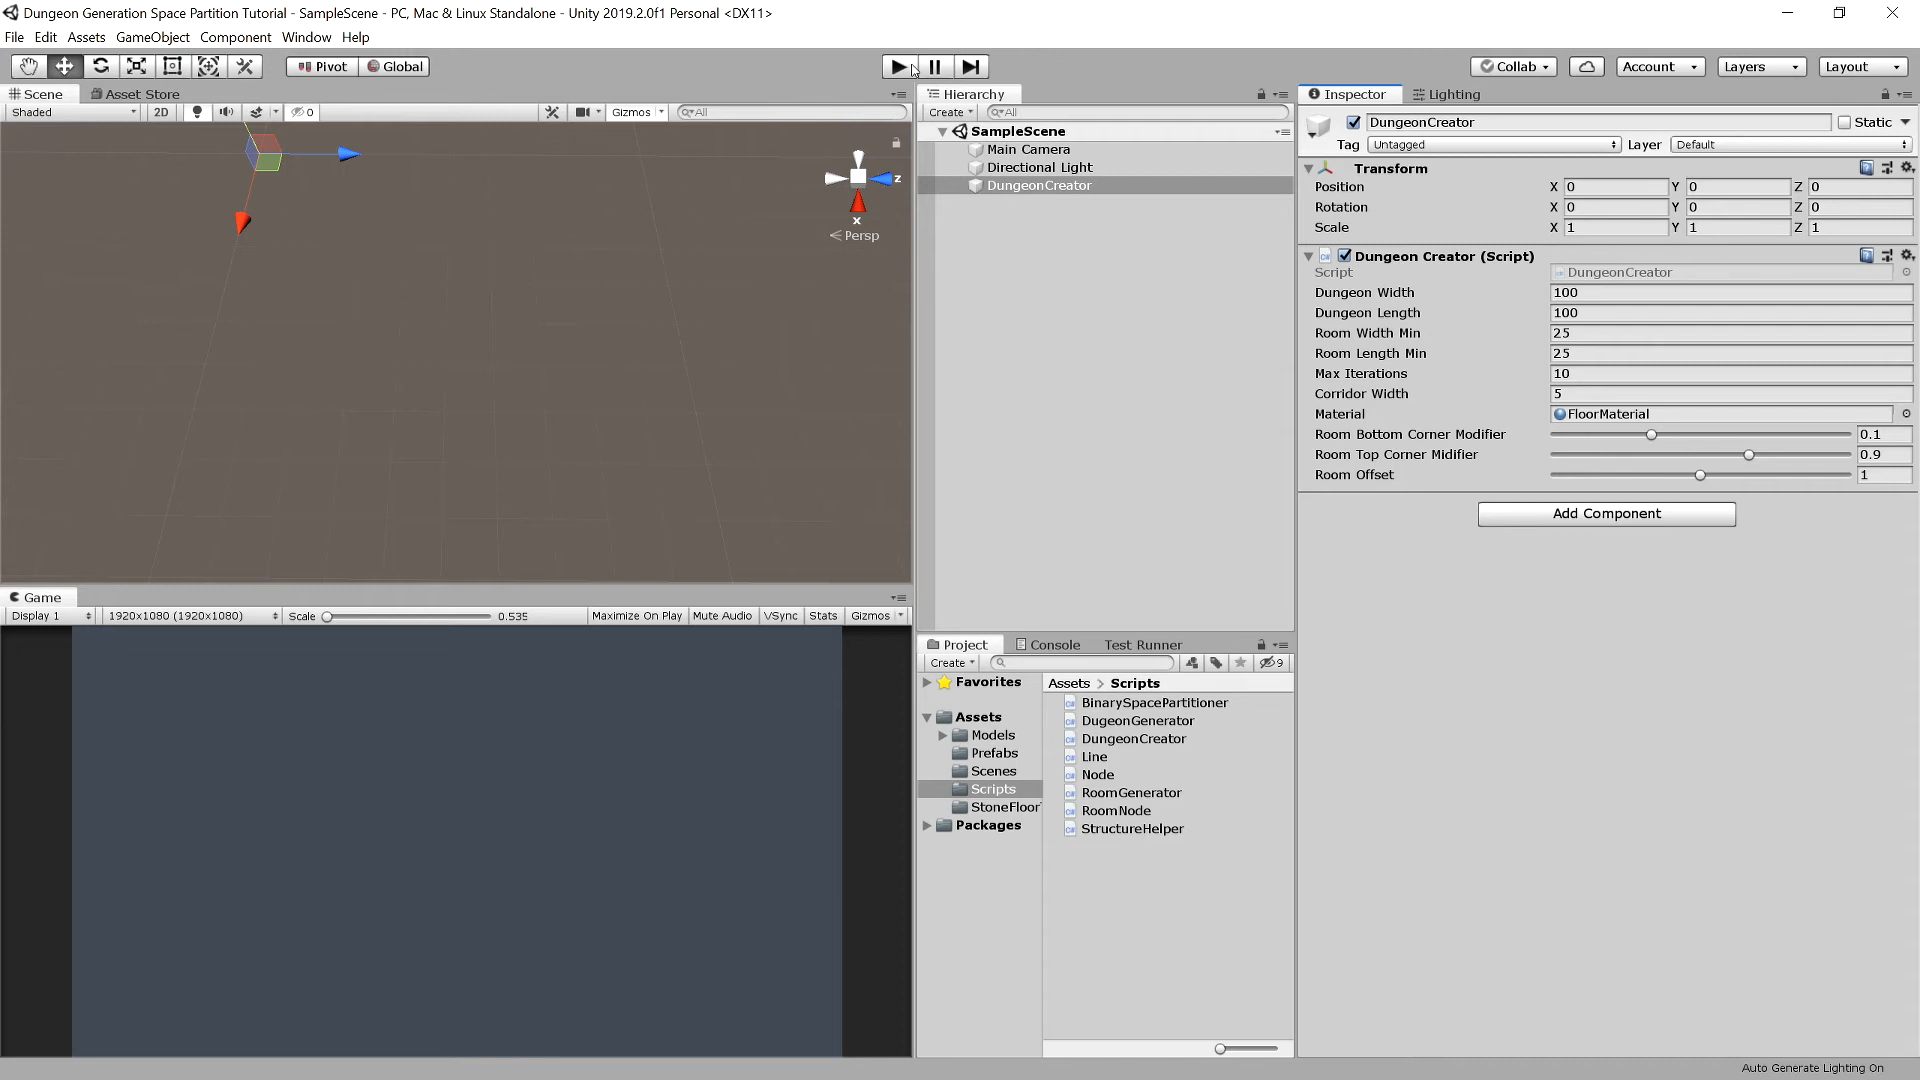 Dungeon Generation Space Partition Tutorial - SampleScene - PC, Mac & Linux Standalone - Unity 2019.2.0f1 Personal <DX11>
File Edit Assets GameObject Component Window Help
Pivot Global Collab Account Layers Layout
Scene Asset Store
Shaded 2D 0 Gizmos All
x z
Persp
Game
Display 1 1920x1080 (1920x1080) Scale 0.535 Maximize On Play Mute Audio VSync Stats Gizmos
Hierarchy
Create All
SampleScene
Main Camera
Directional Light
DungeonCreator
Project Console Test Runner
Create 9
Favorites
Assets
Models
Prefabs
Scenes
Scripts
StoneFloor
Packages
Assets > Scripts
BinarySpacePartitioner
DugeonGenerator
DungeonCreator
Line
Node
RoomGenerator
RoomNode
StructureHelper
Inspector Lighting
DungeonCreator Static
Tag Untagged Layer Default
Transform
Position X 0 Y 0 Z 0
Rotation X 0 Y 0 Z 0
Scale X 1 Y 1 Z 1
Dungeon Creator (Script)
Script DungeonCreator
Dungeon Width 100
Dungeon Length 100
Room Width Min 25
Room Length Min 25
Max Iterations 10
Corridor Width 5
Material FloorMaterial
Room Bottom Corner Modifier 0.1
Room Top Corner Midifier 0.9
Room Offset 1
Add Component
Auto Generate Lighting On